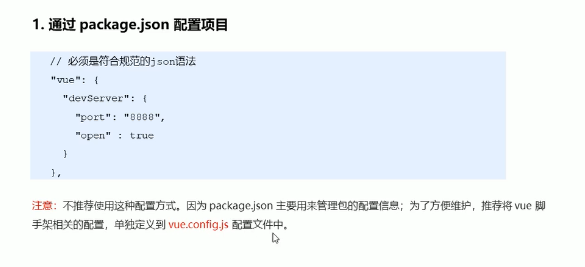 1. 通过 package.json 配置项目
// 必须是符合规范的json语法
"vue": {
"devServer": {
"port": "8888",
"open" : true
}
},
注意：不推荐使用这种配置方式。因为 package.json 主要用来管理包的配置信息；为了方便维护，推荐将 vue 脚
手架相关的配置，单独定义到 vue.config.js 配置文件中。